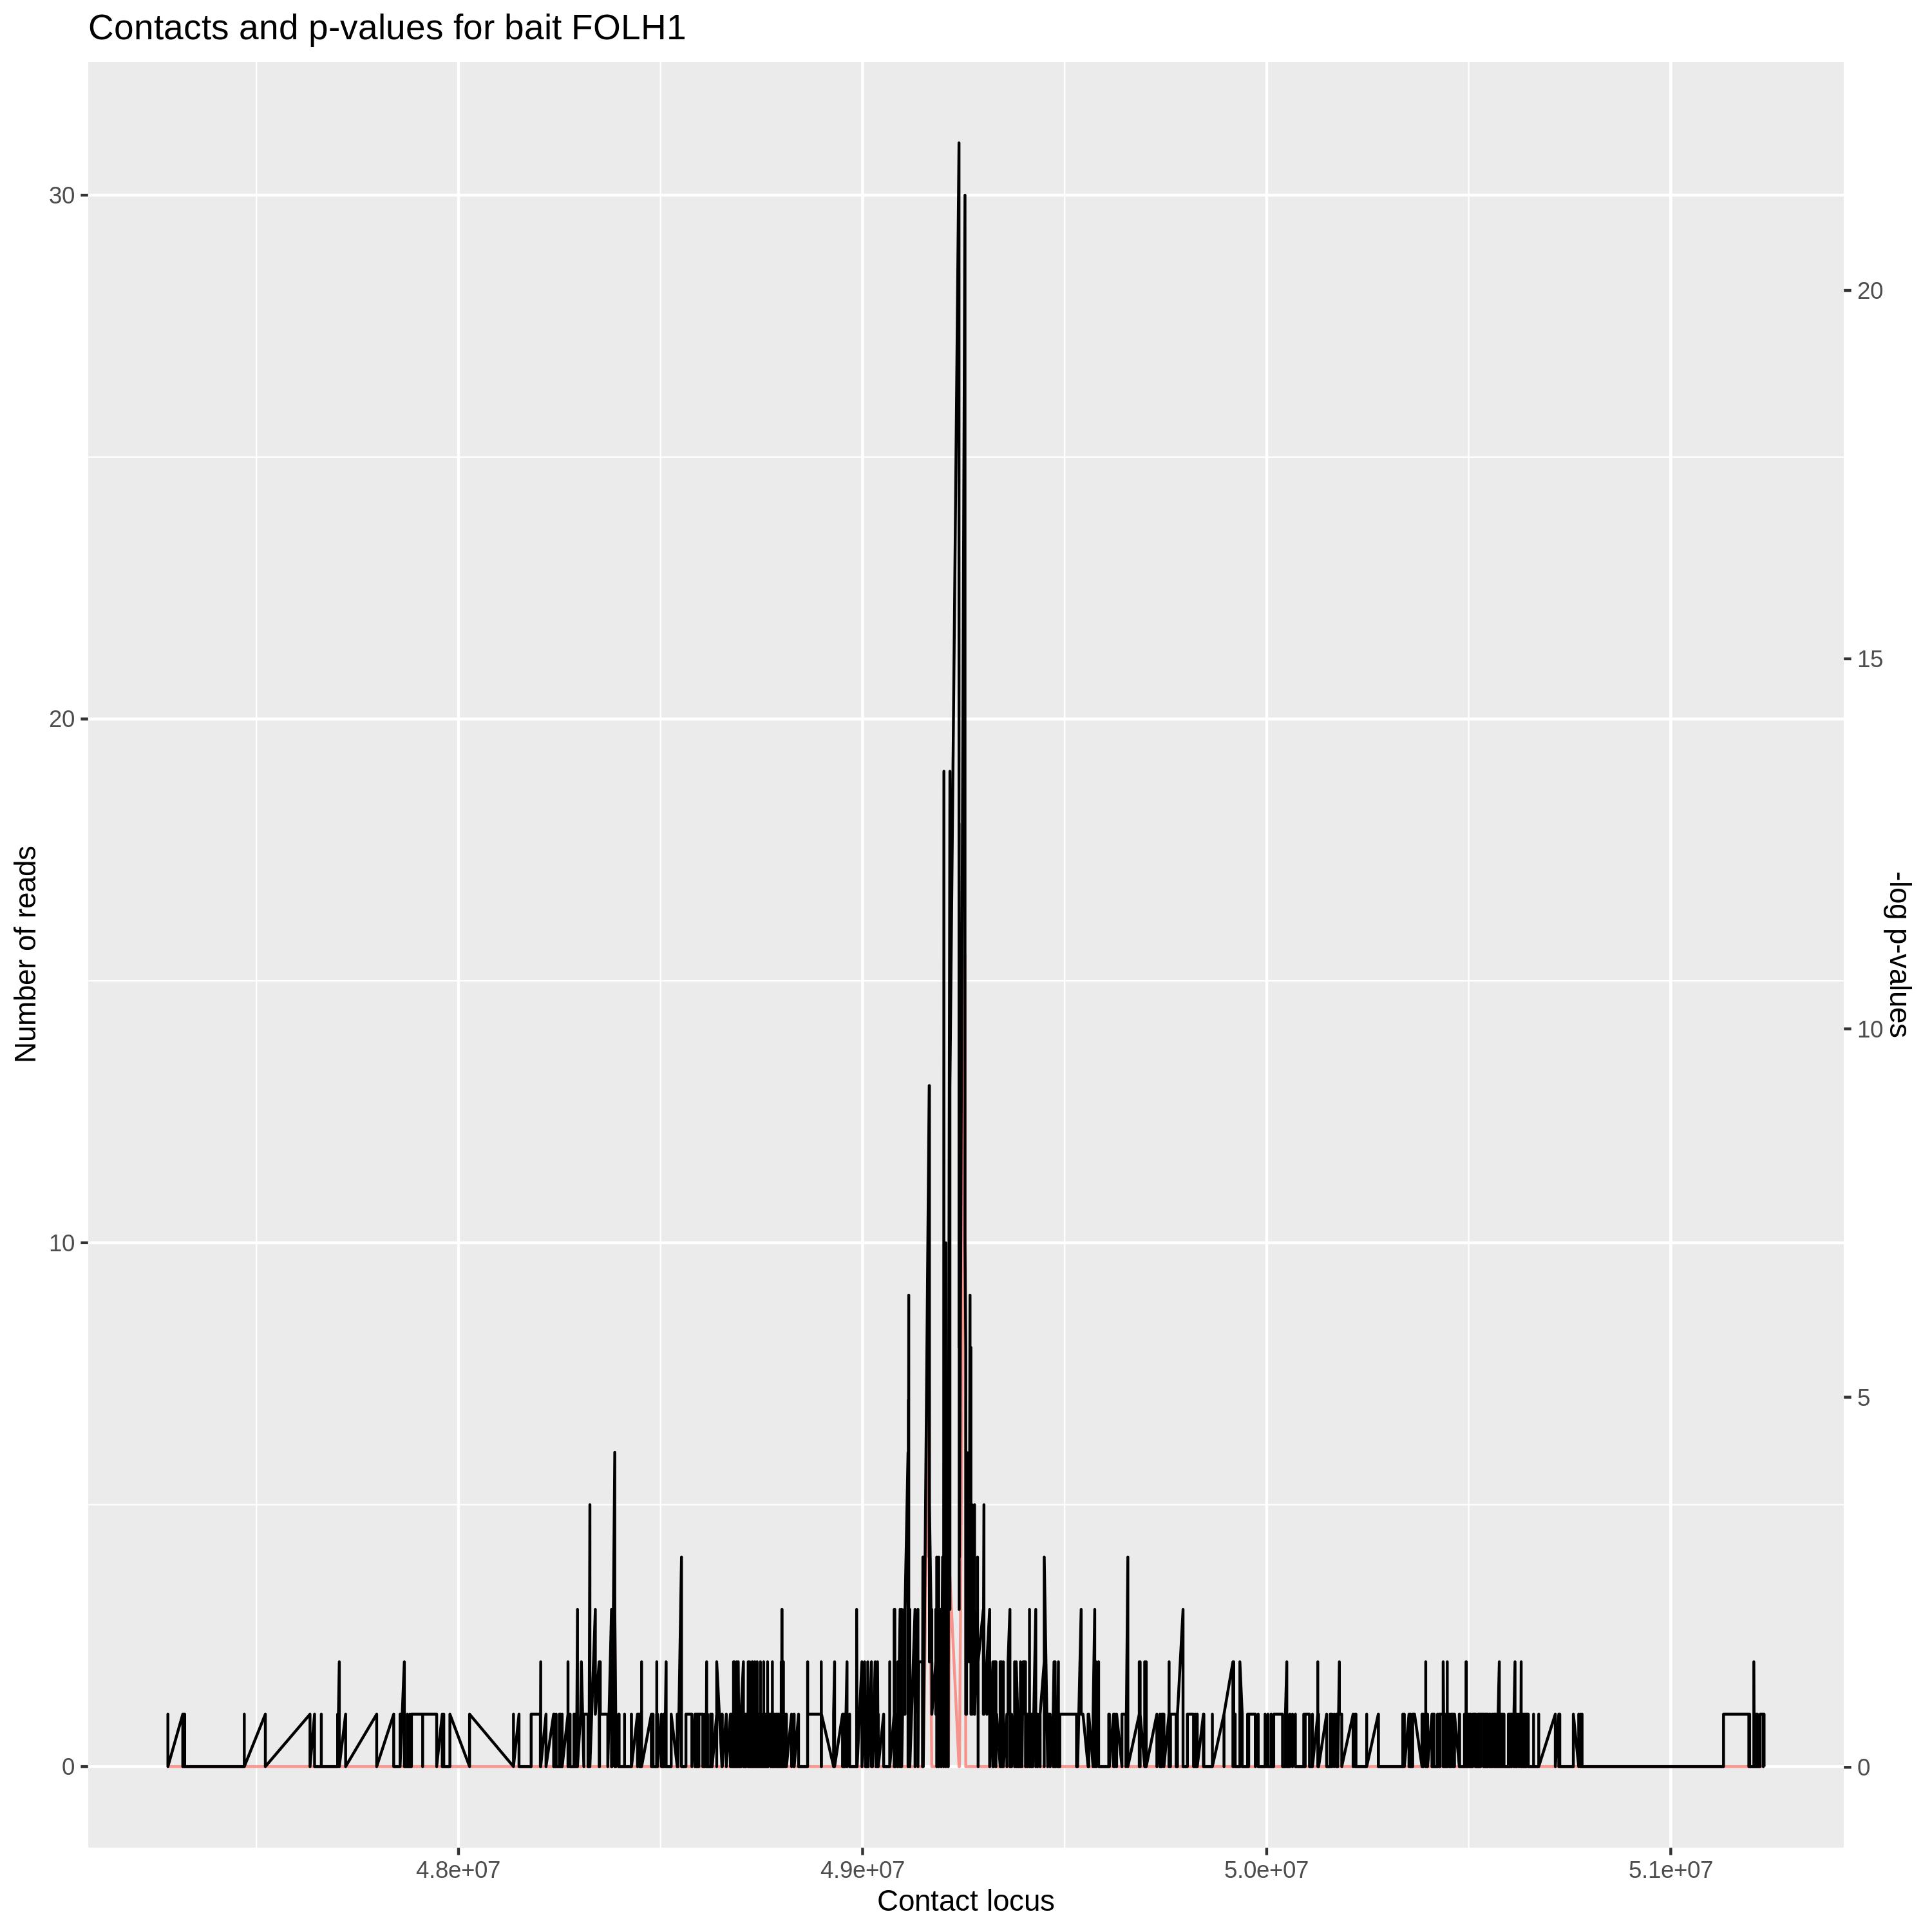 Contacts and p-values for bait FOLH1
30
20
10
0
Number of reads
20
15
10
5
0
-log p-values
4.8e+07
4.9e+07
5.0e+07
5.1e+07
Contact locus